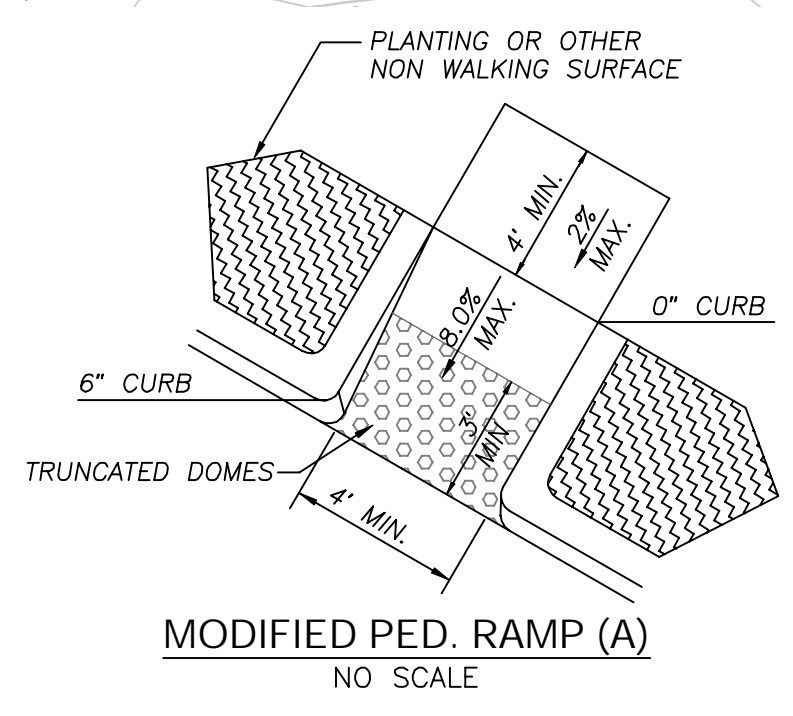 PLANTING OR OTHER
NON WALKING SURFACE
4' MIN.
2%
MAX.
8.0%
MAX.
0" CURB
6" CURB
3'
MIN
TRUNCATED DOMES
4' MIN.
MODIFIED PED. RAMP (A)
NO SCALE